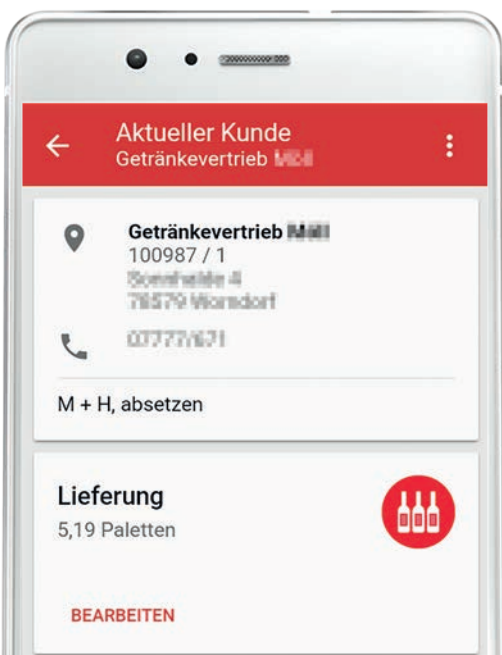 Aktueller Kunde
Getränkevertrieb
Getränkevertrieb
100987 / 1
M + H, absetzen
Lieferung
5,19 Paletten
BEARBEITEN